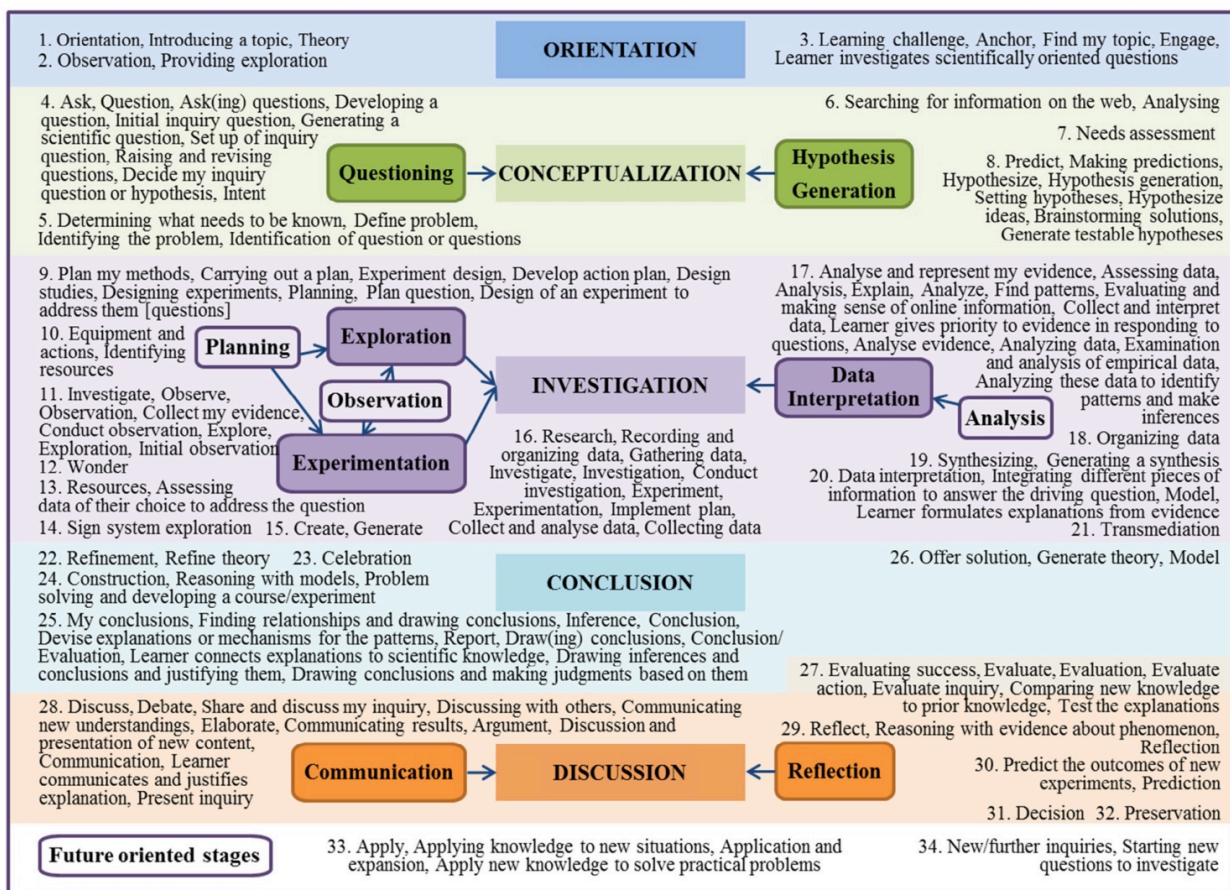 1. Orientation, Introducing a topic, Theory
2. Observation, Providing exploration
ORIENTATION
3. Learning challenge, Anchor, Find my topic, Engage,
Learner investigates scientifically oriented questions
4. Ask, Question, Ask(ing) questions, Developing a
question, Initial inquiry question, Generating a
scientific question, Set up of inquiry
question, Raising and revising
questions, Decide my inquiry
question or hypothesis, Intent
5. Determining what needs to be known, Define problem,
Identifying the problem, Identification of question or questions
Questioning
CONCEPTUALIZATION
Hypothesis
Generation
6. Searching for information on the web, Analysing
7. Needs assessment
8. Predict, Making predictions,
Hypothesize, Hypothesis generation,
Setting hypotheses, Hypothesize
ideas, Brainstorming solutions,
Generate testable hypotheses
9. Plan my methods, Carrying out a plan, Experiment design, Develop action plan, Design
studies, Designing experiments, Planning, Plan question, Design of an experiment to
address them [questions]
10. Equipment and
actions, Identifying
resources
11. Investigate, Observe,
Observation, Collect my evidence,
Conduct observation, Explore,
Exploration, Initial observation
12. Wonder
13. Resources, Assessing
data of their choice to address the question
14. Sign system exploration
15. Create, Generate
Planning
Exploration
Observation
Experimentation
INVESTIGATION
16. Research, Recording and
organizing data, Gathering data,
Investigate, Investigation, Conduct
investigation, Experiment,
Experimentation, Implement plan,
Collect and analyse data, Collecting data
Data
Interpretation
Analysis
17. Analyse and represent my evidence, Assessing data,
Analysis, Explain, Analyze, Find patterns, Evaluating and
making sense of online information, Collect and interpret
data, Learner gives priority to evidence in responding to
questions, Analyse evidence, Analyzing data, Examination
and analysis of empirical data,
Analyzing these data to identify
patterns and make
inferences
18. Organizing data
19. Synthesizing, Generating a synthesis
20. Data interpretation, Integrating different pieces of
information to answer the driving question, Model,
Learner formulates explanations from evidence
21. Transmediation
22. Refinement, Refine theory
23. Celebration
24. Construction, Reasoning with models, Problem
solving and developing a course/experiment
CONCLUSION
25. My conclusions, Finding relationships and drawing conclusions, Inference, Conclusion,
Devise explanations or mechanisms for the patterns, Report, Draw(ing) conclusions, Conclusion/
Evaluation, Learner connects explanations to scientific knowledge, Drawing inferences and
conclusions and justifying them, Drawing conclusions and making judgments based on them
26. Offer solution, Generate theory, Model
27. Evaluating success, Evaluate, Evaluation, Evaluate
action, Evaluate inquiry, Comparing new knowledge
to prior knowledge, Test the explanations
28. Discuss, Debate, Share and discuss my inquiry, Discussing with others, Communicating
new understandings, Elaborate, Communicating results, Argument, Discussion and
presentation of new content,
Communication, Learner
communicates and justifies
explanation, Present inquiry
Communication
DISCUSSION
Reflection
29. Reflect, Reasoning with evidence about phenomenon,
Reflection
30. Predict the outcomes of new
experiments, Prediction
31. Decision
32. Preservation
Future oriented stages
33. Apply, Applying knowledge to new situations, Application and
expansion, Apply new knowledge to solve practical problems
34. New/further inquiries, Starting new
questions to investigate